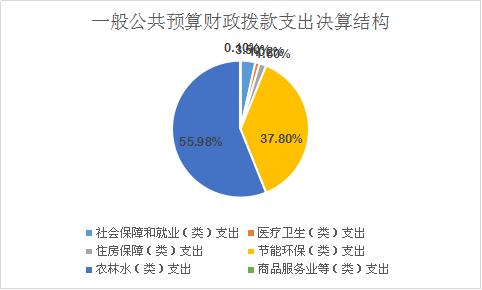 一般公共预算财政拨款支出决算结构
0.10%
37.80%
55.98%
社会保障和就业（类）支出
医疗卫生（类）支出
住房保障（类）支出
节能环保（类）支出
农林水（类）支出
商品服务业等（类）支出